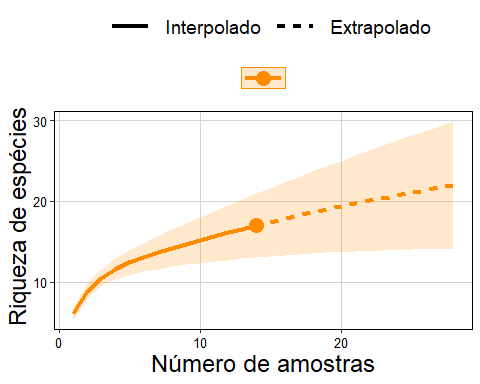 Interpolado Extrapolado
Riqueza de espécies
30
20
10
0 10 20
Número de amostras